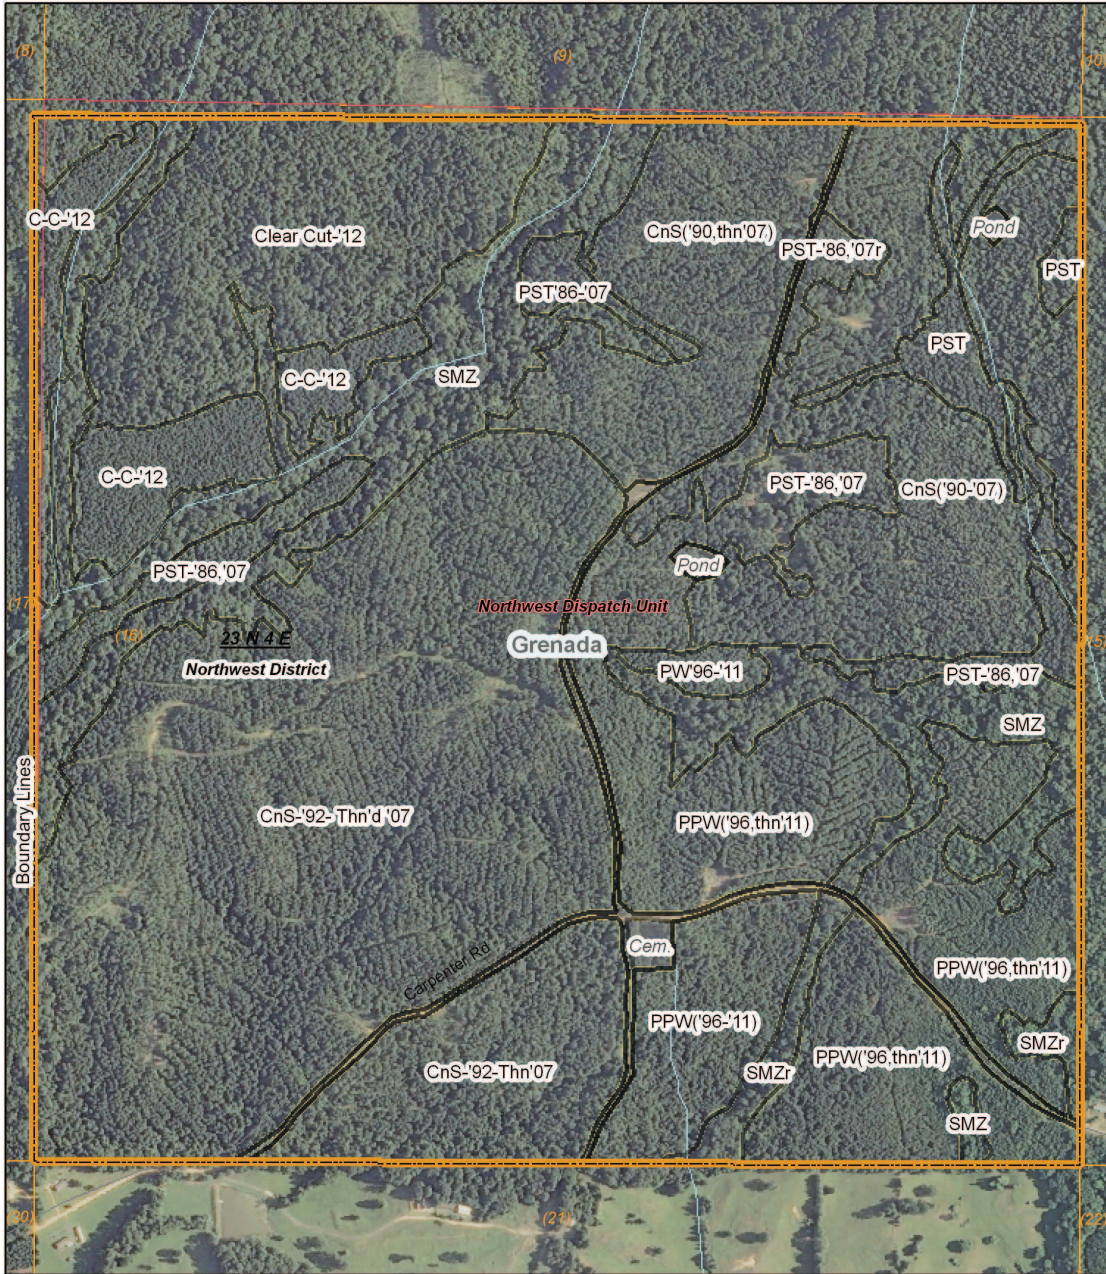 (8)
(9)
(10)
C-C-'12
Clear Cut-'12
CnS('90,thn'07)
PST-'86,'07r
Pond
PST
PST'86-'07
PST
C-C-'12
SMZ
C-C-'12
PST-'86,'07
CnS('90-'07)
Pond
PST-'86,'07
(17)
Northwest Dispatch Unit
(16)
23 N 4 E
Grenada
(15)
Northwest District
PW'96-'11
PST-'86,'07
SMZ
Boundary Lines
CnS-'92- Thn'd '07
PPW('96,thn'11)
Cem.
Carpenter Rd
PPW('96,thn'11)
PPW('96-'11)
SMZr
PPW('96,thn'11)
CnS-'92-Thn'07
SMZr
SMZ
(20)
(21)
(22)